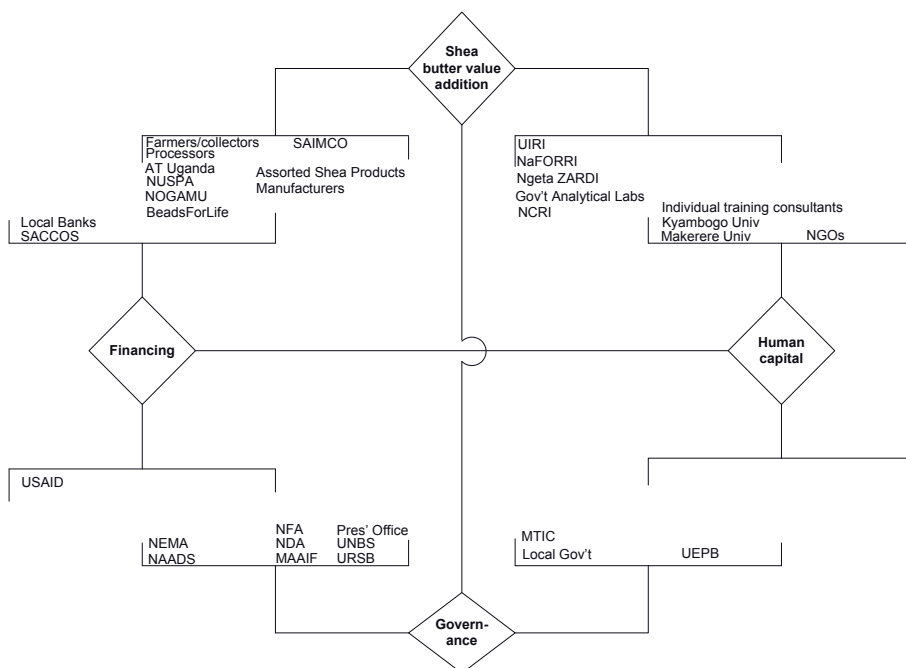 Shea
butter value
addition
Farmers/collectors
Processors
AT Uganda
NUSPA
NOGAMU
BeadsForLife
SAIMCO
Assorted Shea Products
Manufacturers
UIRI
NaFORRI
Ngeta ZARDI
Gov't Analytical Labs
NCRI
Local Banks
SACCOS
Individual training consultants
Kyambogo Univ
Makerere Univ
NGOs
Financing
Human
capital
USAID
NEMA
NAADS
NFA
NDA
MAAIF
Pres' Office
UNBS
URSB
MTIC
Local Gov't
UEPB
Govern-
ance